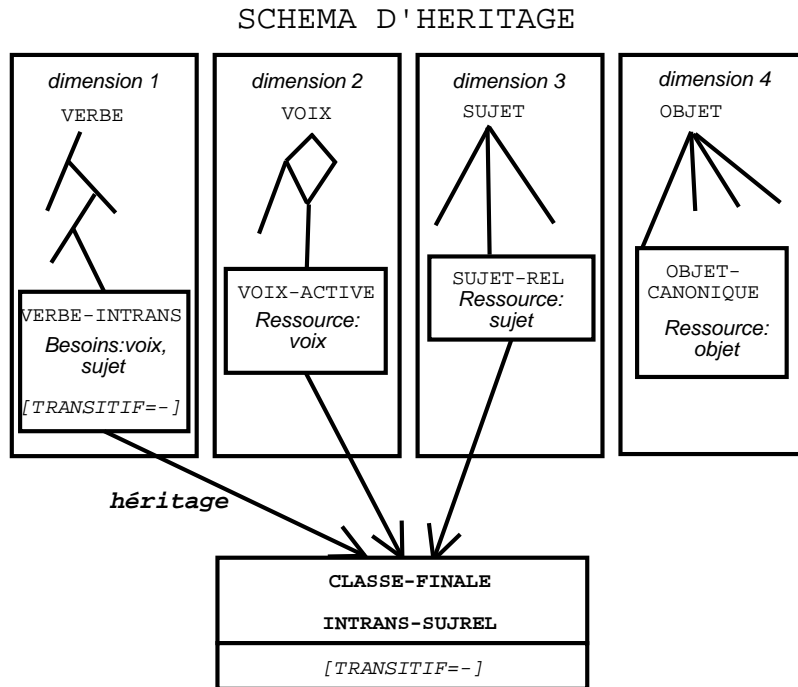 SCHEMA D'HERITAGE
dimension 1
VERBE
VERBE-INTRANS
Besoins:voix,
sujet
[TRANSITIF=-]
dimension 2
VOIX
VOIX-ACTIVE
Ressource:
voix
dimension 3
SUJET
SUJET-REL
Ressource:
sujet
dimension 4
OBJET
OBJET-
CANONIQUE
Ressource:
objet
héritage
CLASSE-FINALE
INTRANS-SUJREL
[TRANSITIF=-]